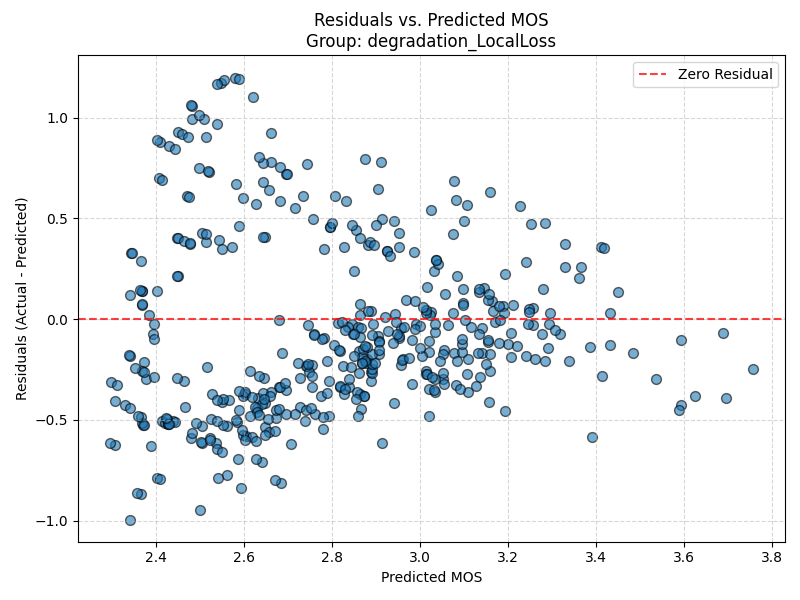 Residuals vs. Predicted MOS
Group: degradation_LocalLoss
Zero Residual
Residuals (Actual - Predicted)
1.0
0.5
0.0
−0.5
−1.0
2.4 2.6 2.8 3.0 3.2 3.4 3.6 3.8
Predicted MOS